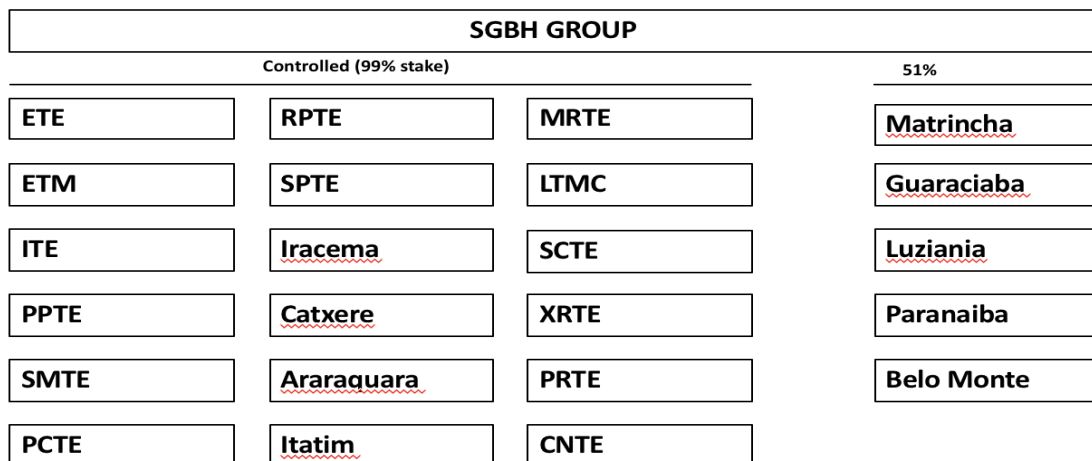 SGBH GROUP
Controlled (99% stake)
51%
ETE
RPTE
MRTE
Matrincha
ETM
SPTE
LTMC
Guaraciaba
ITE
Iracema
SCTE
Luziania
PPTE
Catxere
XRTE
Paranaiba
SMTE
Araraquara
PRTE
Belo Monte
PCTE
Itatim
CNTE